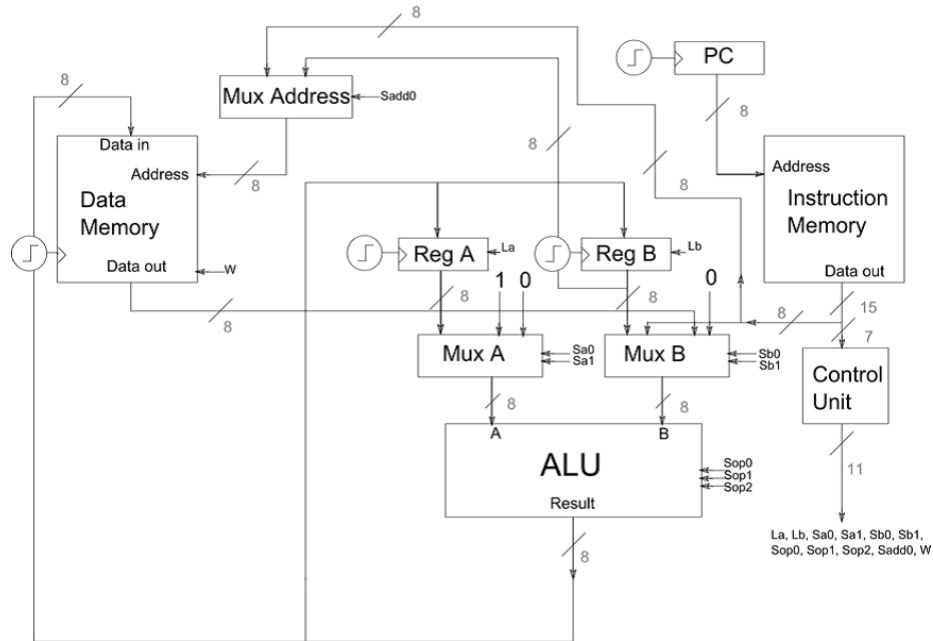 8
8
PC
Mux Address
Sadd0
8
8
Data in
8
Address
8
8
Address
Data
Memory
Instruction
Memory
Reg A
La
Reg B
Lb
Data out
W
Data out
1 0
0
A
8
8
8
8
15
8
7
Mux A
Sa0
Sa1
Mux B
Sb0
Sb1
Control
Unit
8
8
A
B
ALU
Sop0
Sop1
Sop2
11
Result
8
La, Lb, Sa0, Sa1, Sb0, Sb1,
Sop0, Sop1, Sop2, Sadd0, W